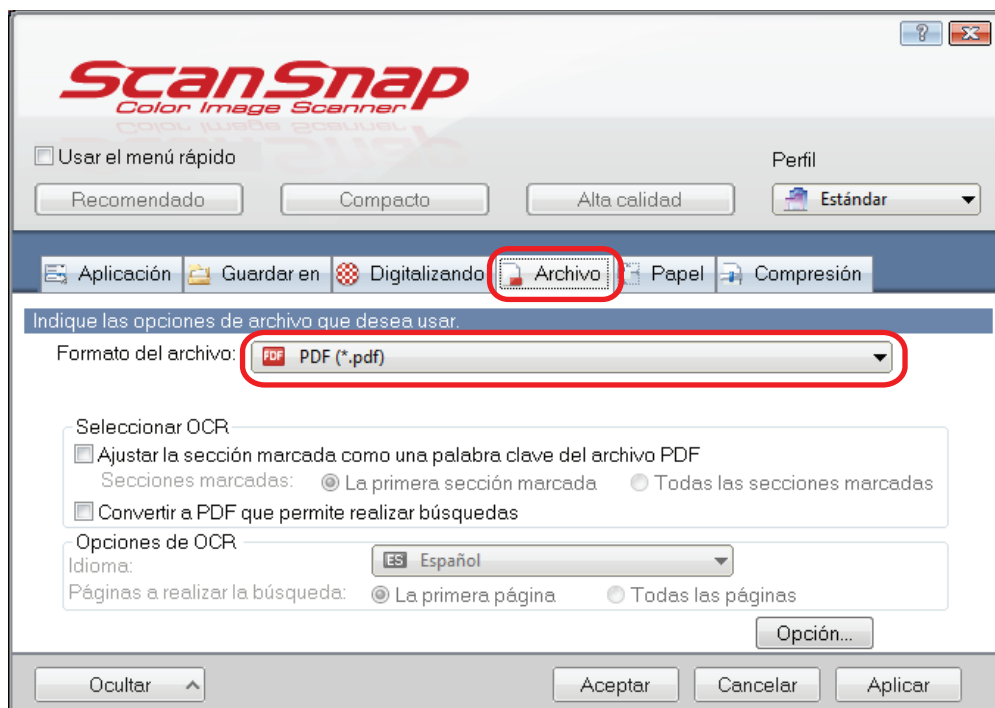 ScanSnap
Color Image Scanner
Usar el menú rápido
Perfil
Recomendado Compacto Alta calidad Estándar
Aplicación Guardar en Digitalizando Archivo Papel Compresión
Indique las opciones de archivo que desea usar.
Formato del archivo: PDF PDF (*.pdf)
Seleccionar OCR
Ajustar la sección marcada como una palabra clave del archivo PDF
Secciones marcadas: La primera sección marcada Todas las secciones marcadas
Convertir a PDF que permite realizar búsquedas
Opciones de OCR
Idioma: ES Español
Páginas a realizar la búsqueda: La primera página Todas las páginas
Opción...
Ocultar Aceptar Cancelar Aplicar